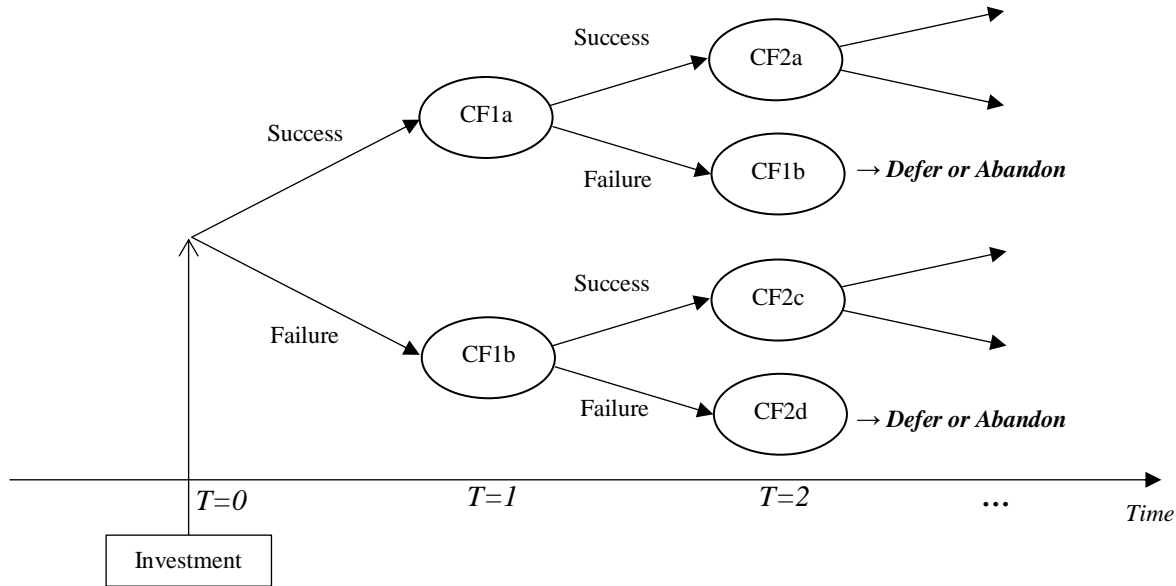 Success
CF2a
Success
CF1a
Failure
CF1b
→ Defer or Abandon
Success
CF2c
Failure
CF1b
Failure
CF2d
→ Defer or Abandon
T=0
T=1
T=2
...
Time
Investment